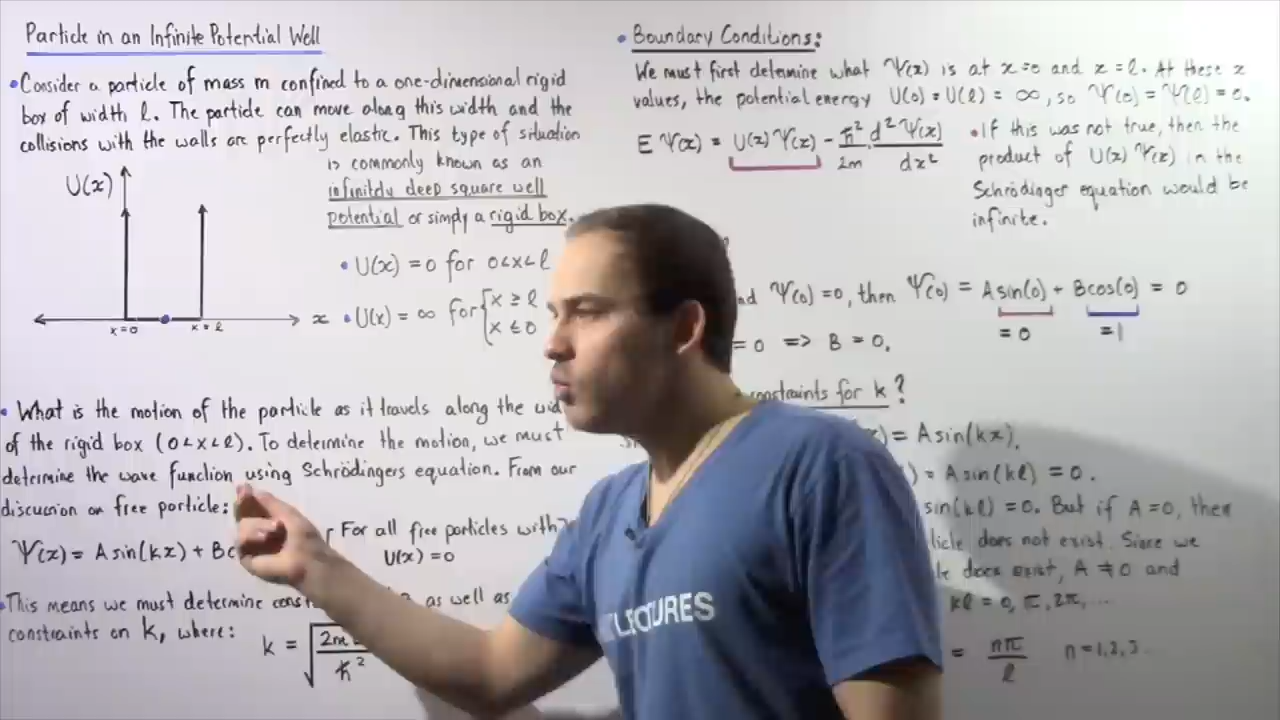 Particle in an Infinite Potential Well
• Consider a particle of mass m confined to a one-dimensional rigid
box of width ℓ. The particle can move along this width and the
collisions with the walls are perfectly elastic. This type of situation
is commonly known as an
infinitely deep square well
potential or simply a rigid box.
U(x)
x=0
x=ℓ
x
• U(x) = 0 for 0<x<ℓ
• U(x) = ∞ for { x ≥ ℓ
x ≤ 0
• What is the motion of the particle as it travels along the
of the rigid box (0<x<ℓ). To determine the motion, we must
determine the wave function using Schrödingers equation. From our
discussion on free particle:
Ψ(x) = A sin(kx) + B
For all free particles with
U(x) = 0
• This means we must determine as well as
constraints on k, where:
k = √ 2m
ħ²
• Boundary Conditions:
We must first determine what Ψ(x) is at x=0 and x=ℓ. At these x
values, the potential energy U(0) = U(ℓ) = ∞, so Ψ(0) = Ψ(ℓ) = 0.
E Ψ(x) = U(x) Ψ(x) - ħ²/2m d²Ψ(x)/dx²
• If this was not true, then the
product of U(x) Ψ(x) in the
Schrödinger equation would be
infinite.
Ψ(0) = 0, then Ψ(0) = A sin(0) + B cos(0) = 0
= 0 =1
= 0 => B = 0.
constraints for k?
= A sin(kx).
= A sin(kℓ) = 0.
sin(kℓ) = 0. But if A = 0, then
does not exist. Since we
does exist, A ≠ 0 and
kℓ = 0, π, 2π, ...
= nπ/ℓ n = 1, 2, 3 ...
LECTURES